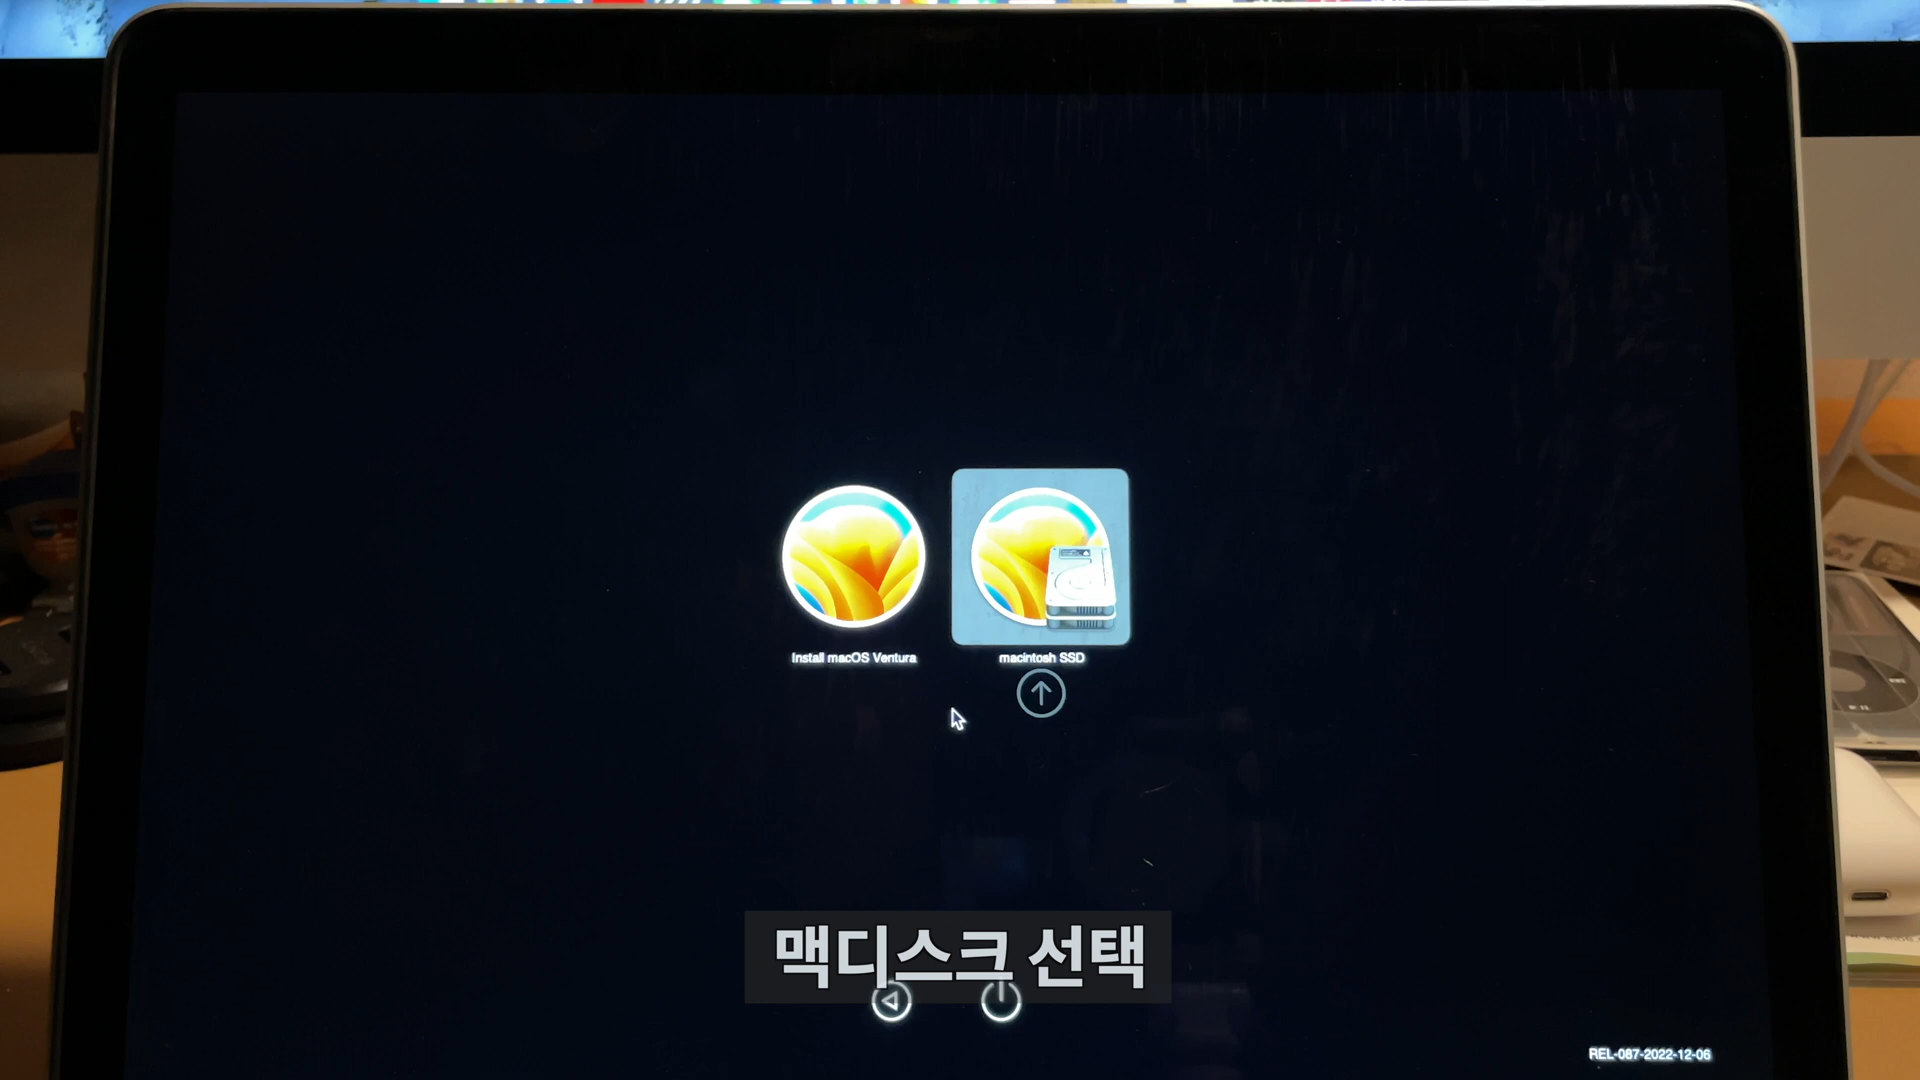 Install macOS Ventura
macintosh SSD
맥디스크 선택
REL-087-2022-12-06